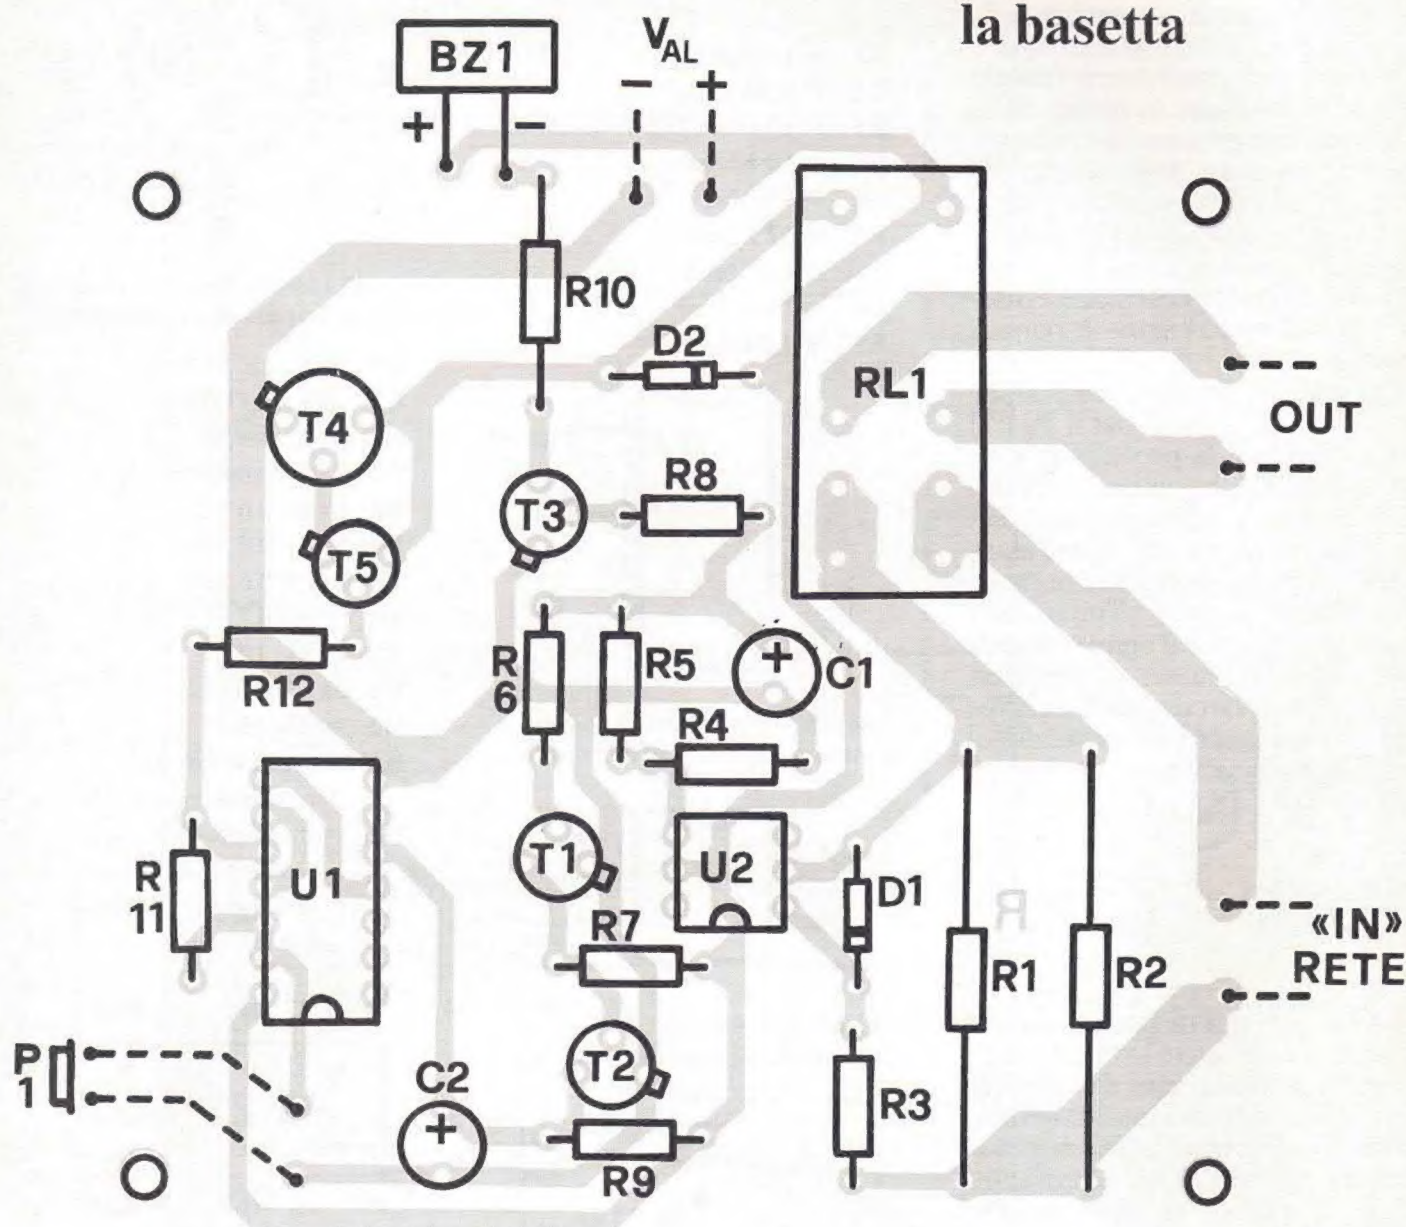 la basetta
BZ1
VAL
- +
+ -
R10
D2
RL1
T4
OUT
R8
T3
T5
R
6
R5
C1
R12
R4
U1
T1
U2
R
11
D1
R
R7
«IN»
RETE
R1
R2
P
1
C2
+
T2
R3
R9